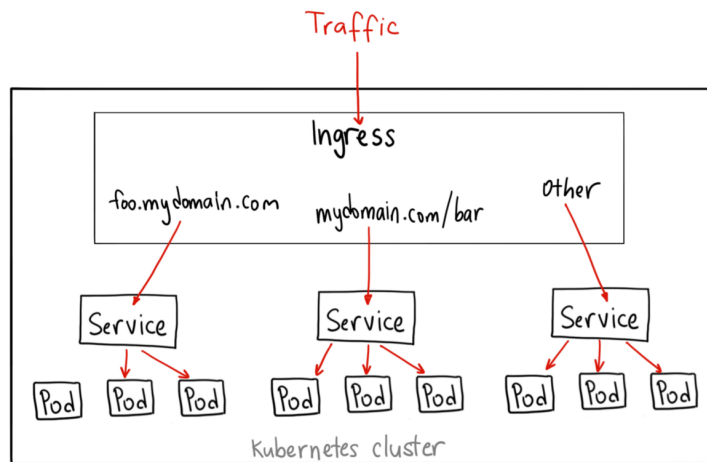 Traffic
Ingress
foo.mydomain.com
mydomain.com/bar
other
Service
Service
Service
Pod
Pod
Pod
Pod
Pod
Pod
Pod
Pod
Pod
Kubernetes cluster